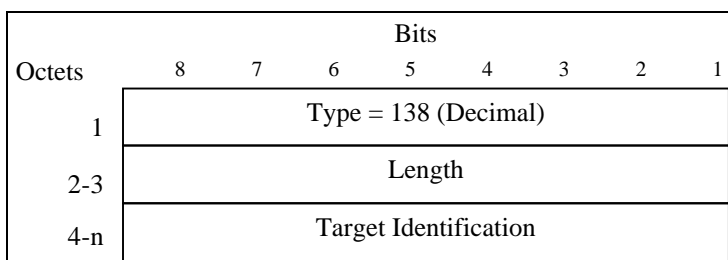 Bits
Octets 8 7 6 5 4 3 2 1
1 Type = 138 (Decimal)
2-3 Length
4-n Target Identification